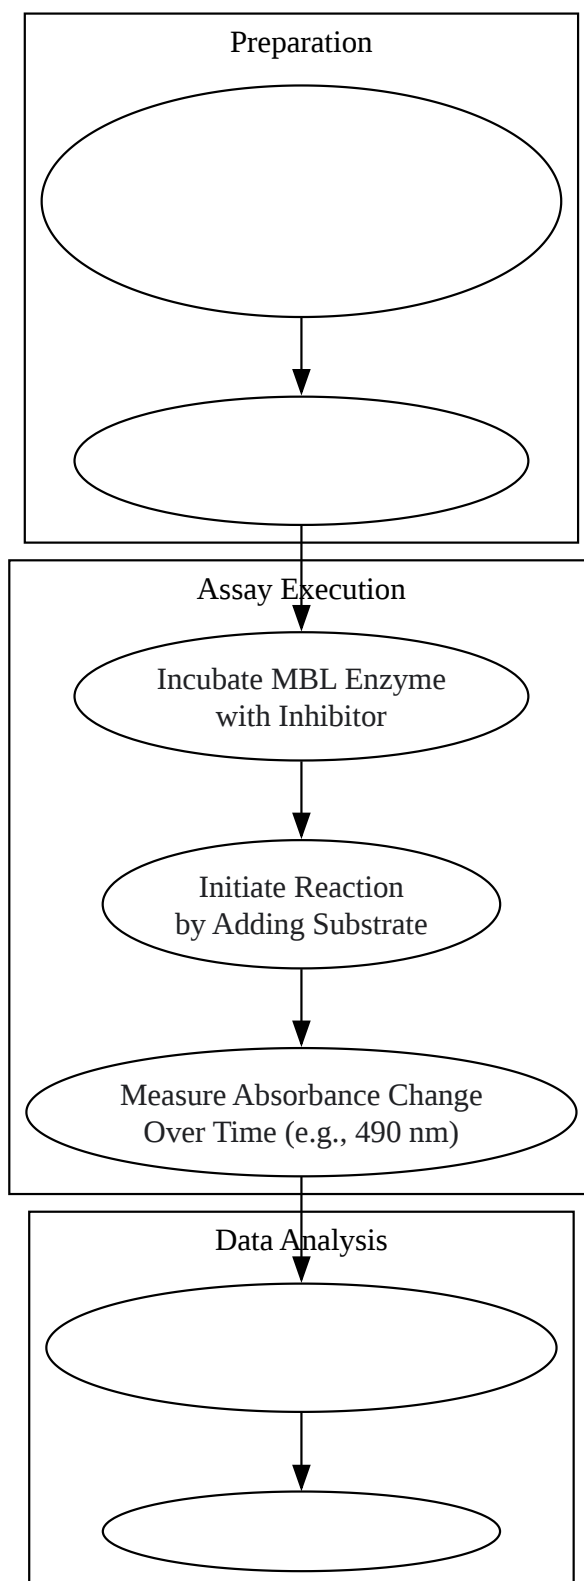 Preparation
Assay Execution
Incubate MBL Enzyme
with Inhibitor
Initiate Reaction
by Adding Substrate
Measure Absorbance Change
Over Time (e.g., 490 nm)
Data Analysis